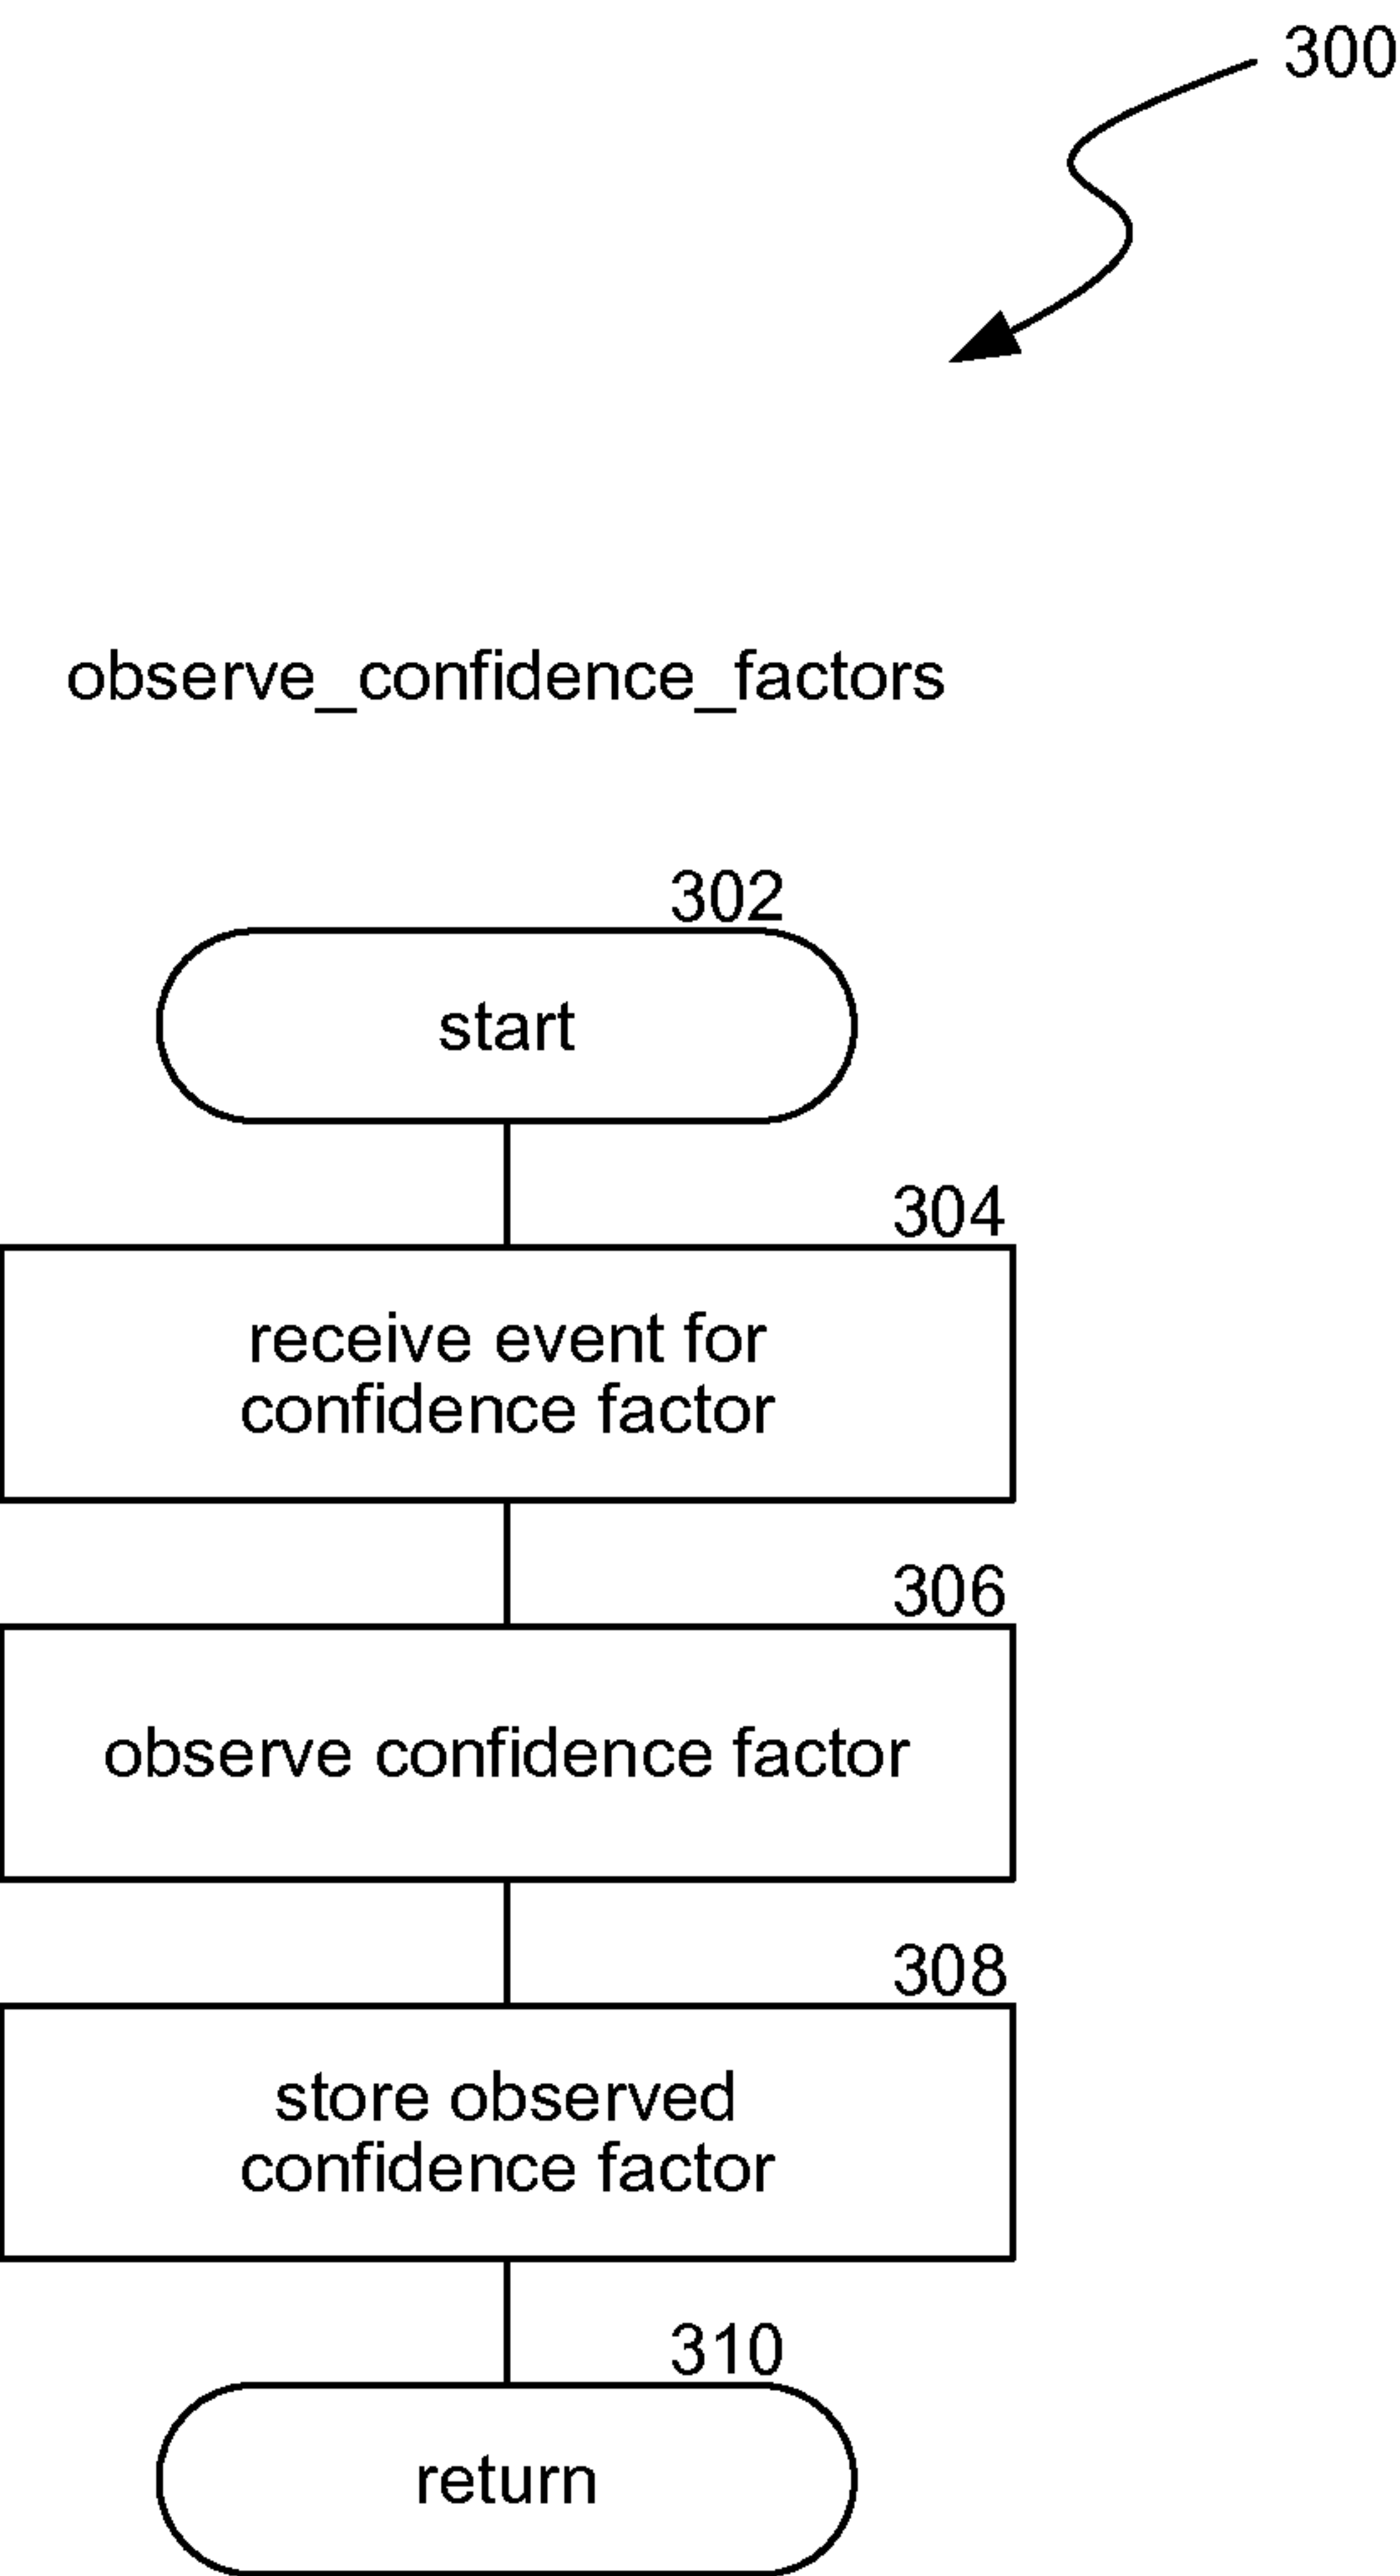 300
observe_confidence_factors
302
start
304
receive event for
confidence factor
306
observe confidence factor
308
store observed
confidence factor
310
return